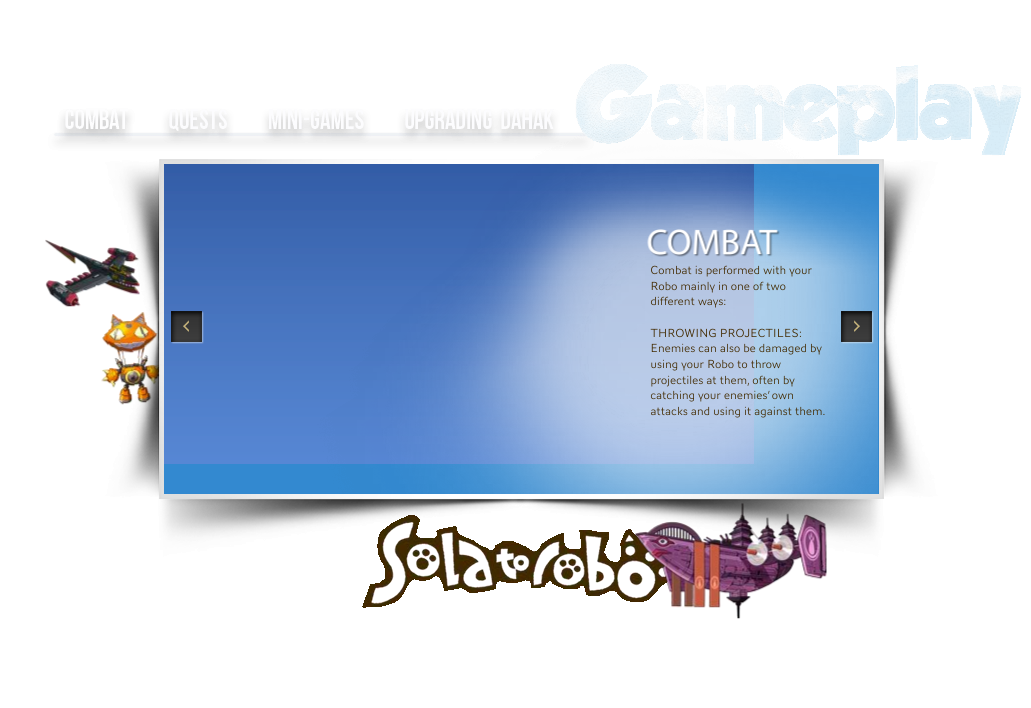 Gameplay
COMBAT QUESTS MINI-GAMES UPGRADING DAHAK
COMBAT
Combat is performed with your
Robo mainly in one of two
different ways:
THROWING PROJECTILES:
Enemies can also be damaged by
using your Robo to throw
projectiles at them, often by
catching your enemies' own
attacks and using it against them.
Solatorobo